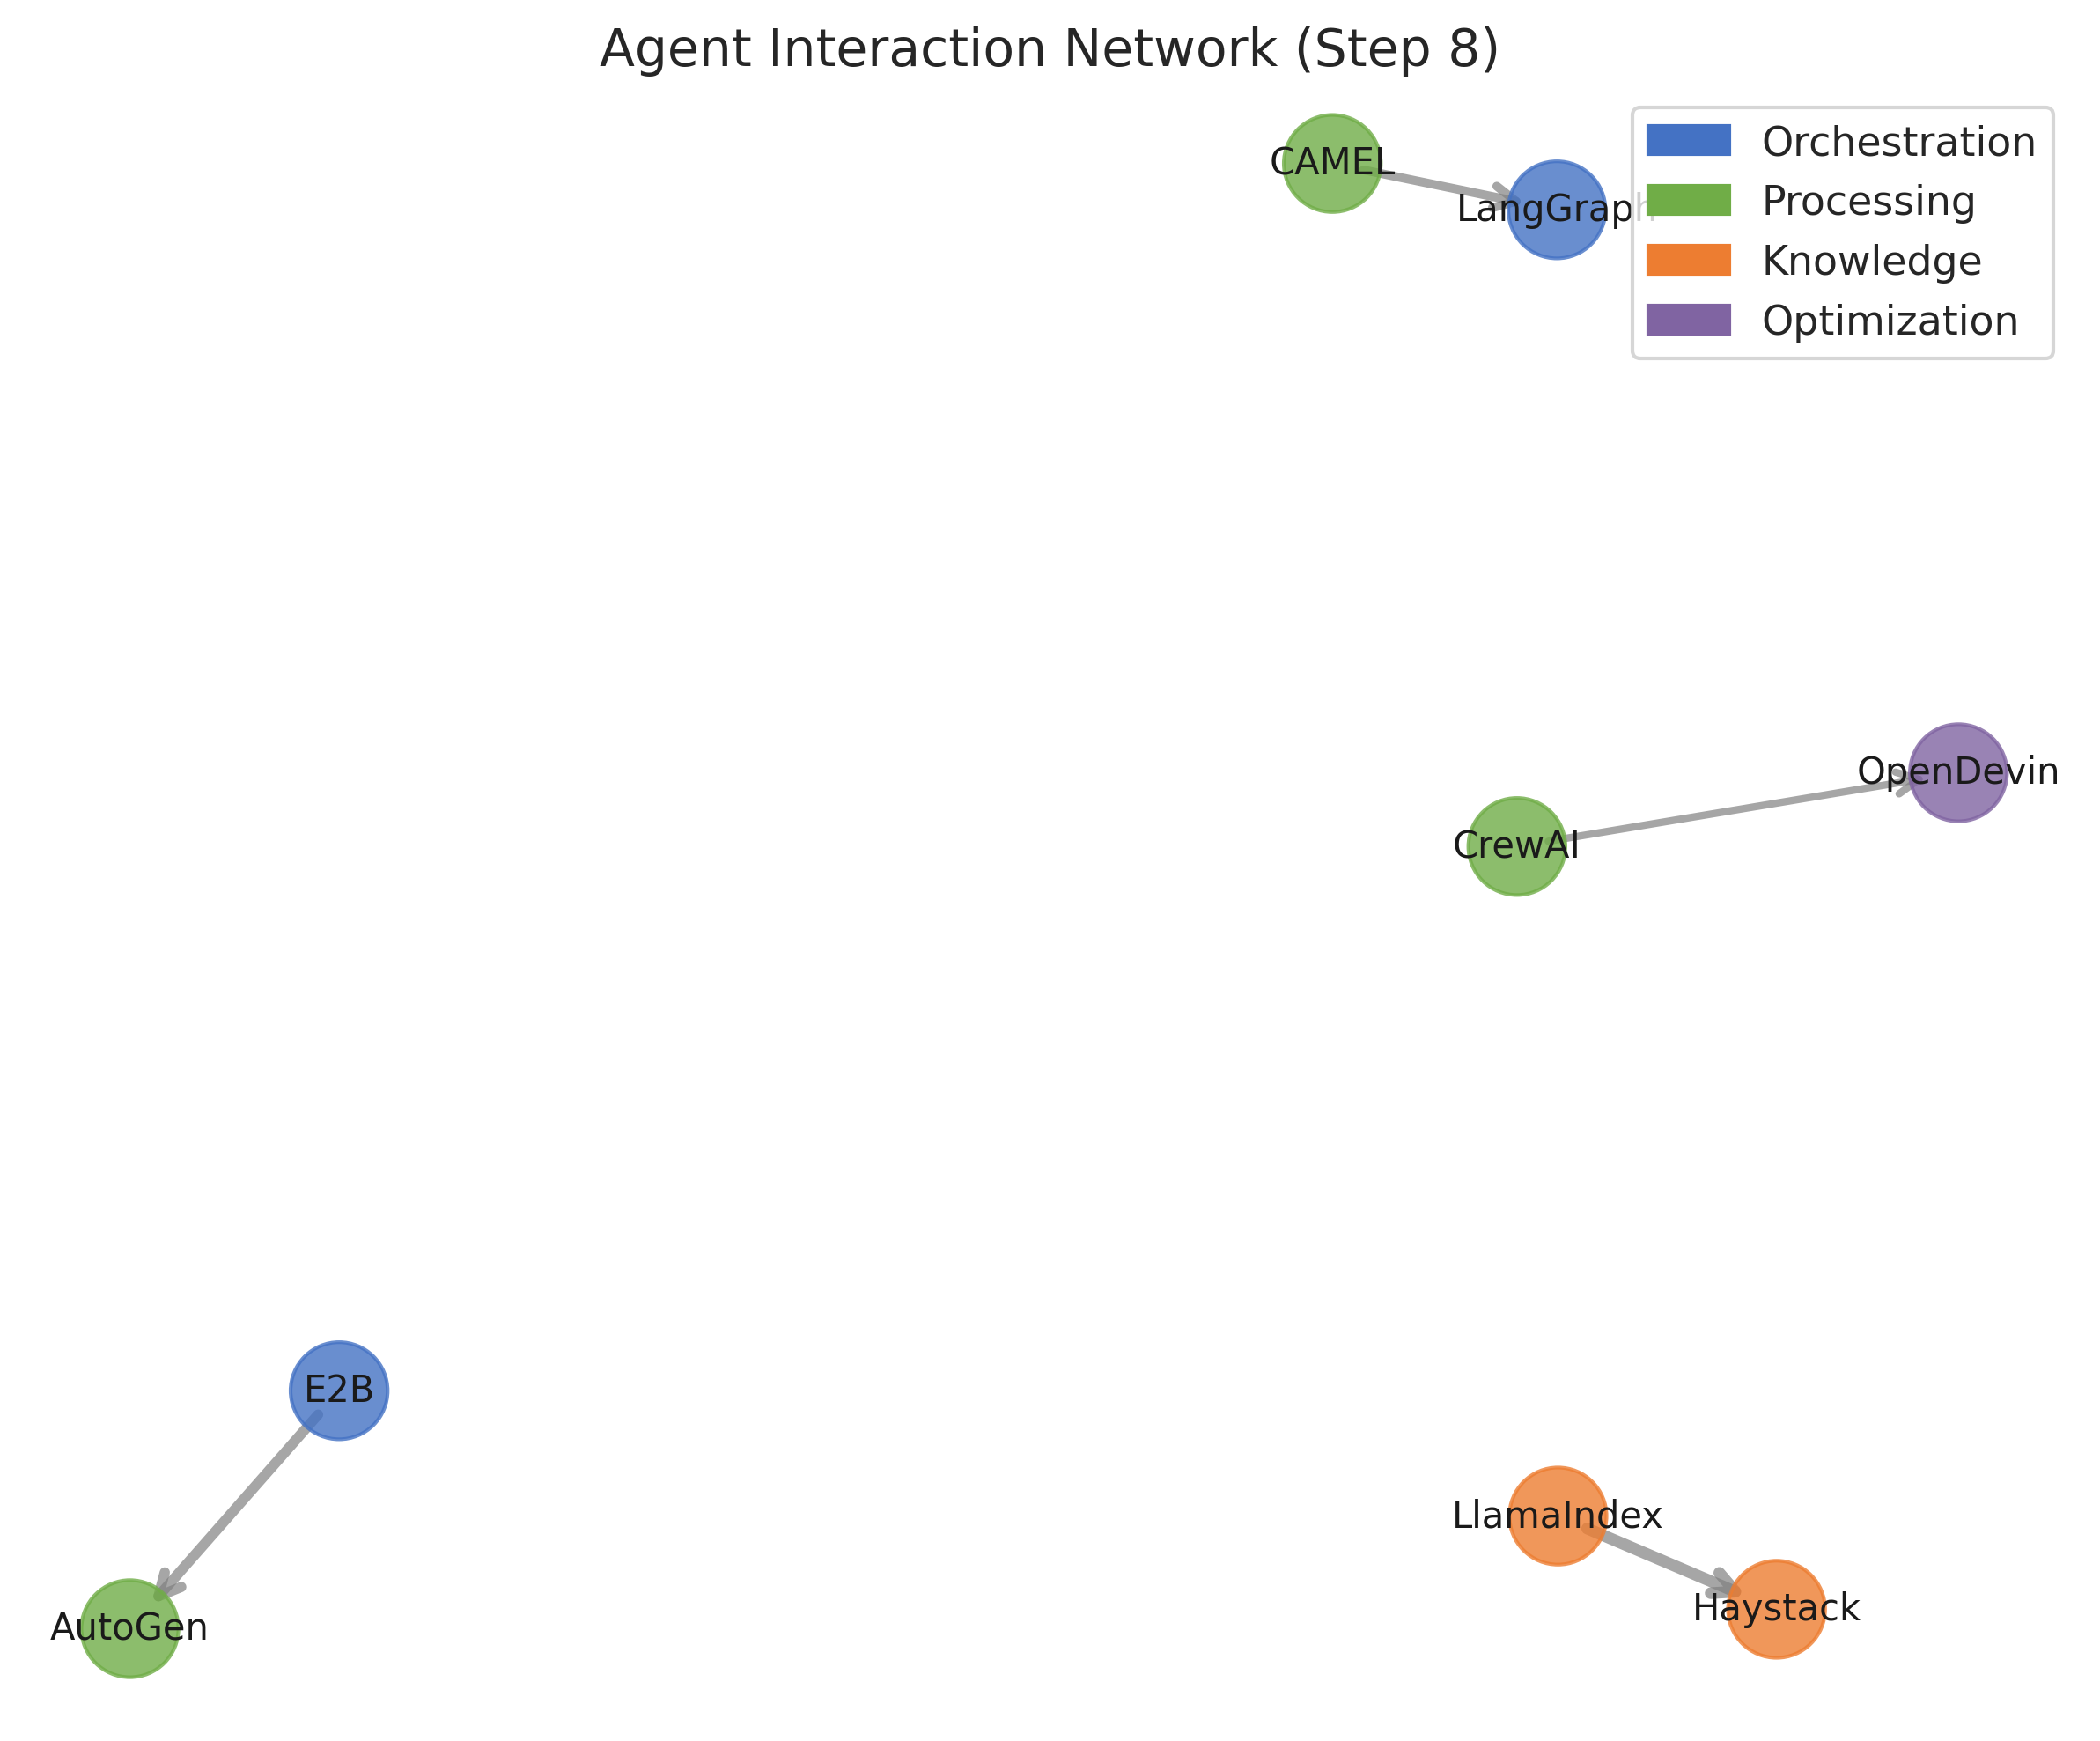 Agent Interaction Network (Step 8)
CAMEL
LangGraph
Orchestration
Processing
Knowledge
Optimization
OpenDevin
CrewAI
E2B
LlamaIndex
Haystack
AutoGen